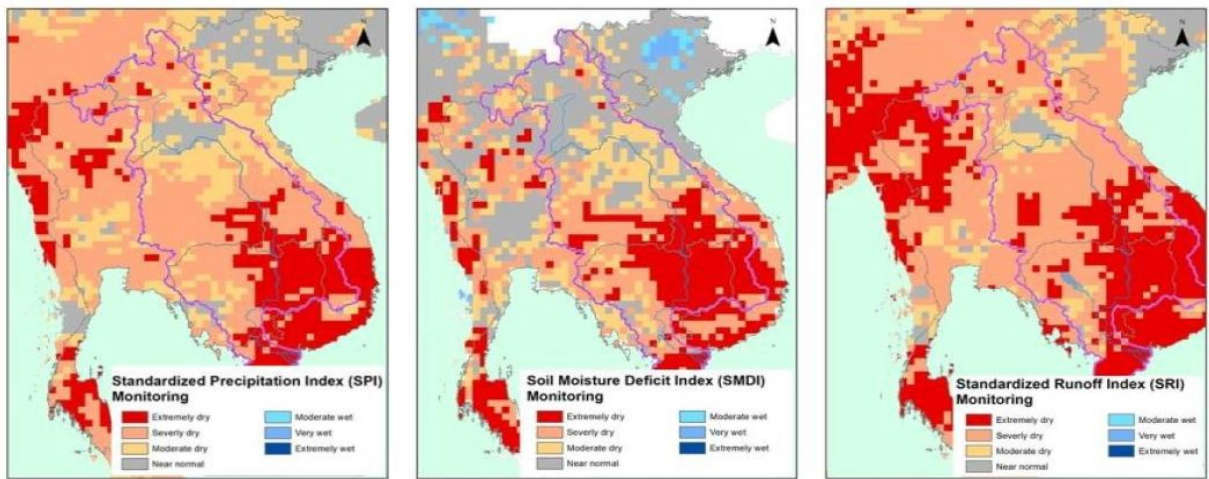 N
Standardized Precipitation Index (SPI)
Monitoring
Extremely dry
Severly dry
Moderate dry
Near normal
Moderate wet
Very wet
Extremely wet
N
Soil Moisture Deficit Index (SMDI)
Monitoring
Extremely dry
Severly dry
Moderate dry
Near normal
Moderate wet
Very wet
Extremely wet
N
Standardized Runoff Index (SRI)
Monitoring
Extremely dry
Severly dry
Moderate dry
Near normal
Moderate wet
Very wet
Extremely wet